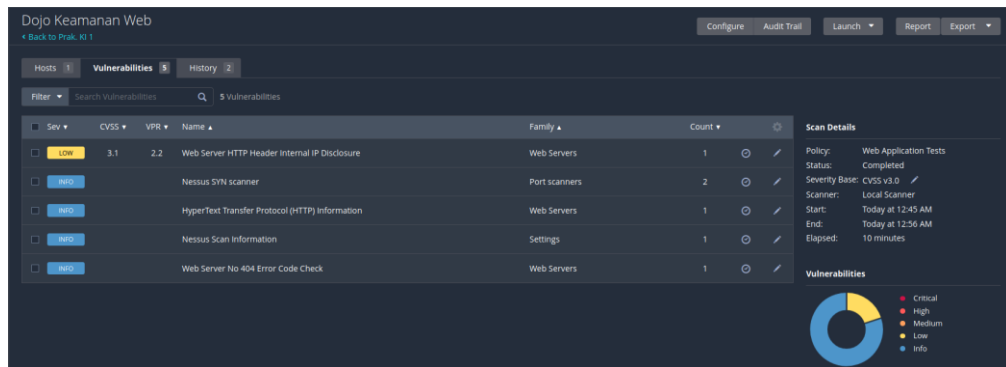 Dojo Keamanan Web
Back to Prak. KI 1
Configure Audit Trail Launch Report Export
Hosts 1 Vulnerabilities 5 History 2
Filter Search Vulnerabilities 5 Vulnerabilities
Sev CVSS VPR Name Family Count
LOW 3.1 2.2 Web Server HTTP Header Internal IP Disclosure Web Servers 1
INFO Nessus SYN scanner Port scanners 2
INFO HyperText Transfer Protocol (HTTP) Information Web Servers 1
INFO Nessus Scan Information Settings 1
INFO Web Server No 404 Error Code Check Web Servers 1
Scan Details
Policy: Web Application Tests
Status: Completed
Severity Base: CVSS v3.0
Scanner: Local Scanner
Start: Today at 12:45 AM
End: Today at 12:56 AM
Elapsed: 10 minutes
Vulnerabilities
Critical
High
Medium
Low
Info